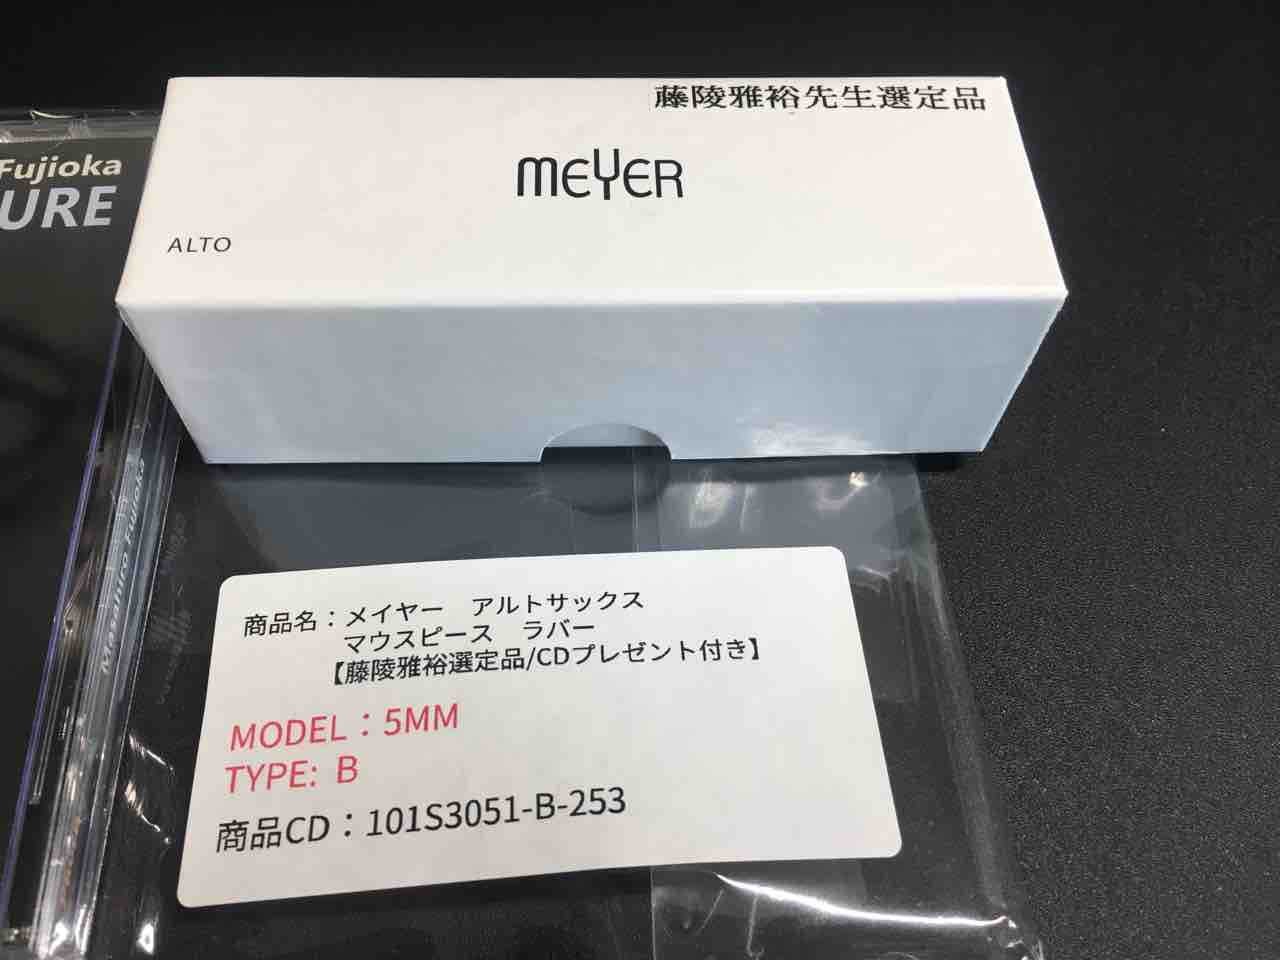 藤陵雅裕先生選定品
MEYER
ALTO
Fujioka
URE
Masahiro Fujioka
商品名：メイヤー　アルトサックス
マウスピース　ラバー
【藤陵雅裕選定品/CDプレゼント付き】
MODEL：5MM
TYPE: B
商品CD：101S3051-B-253